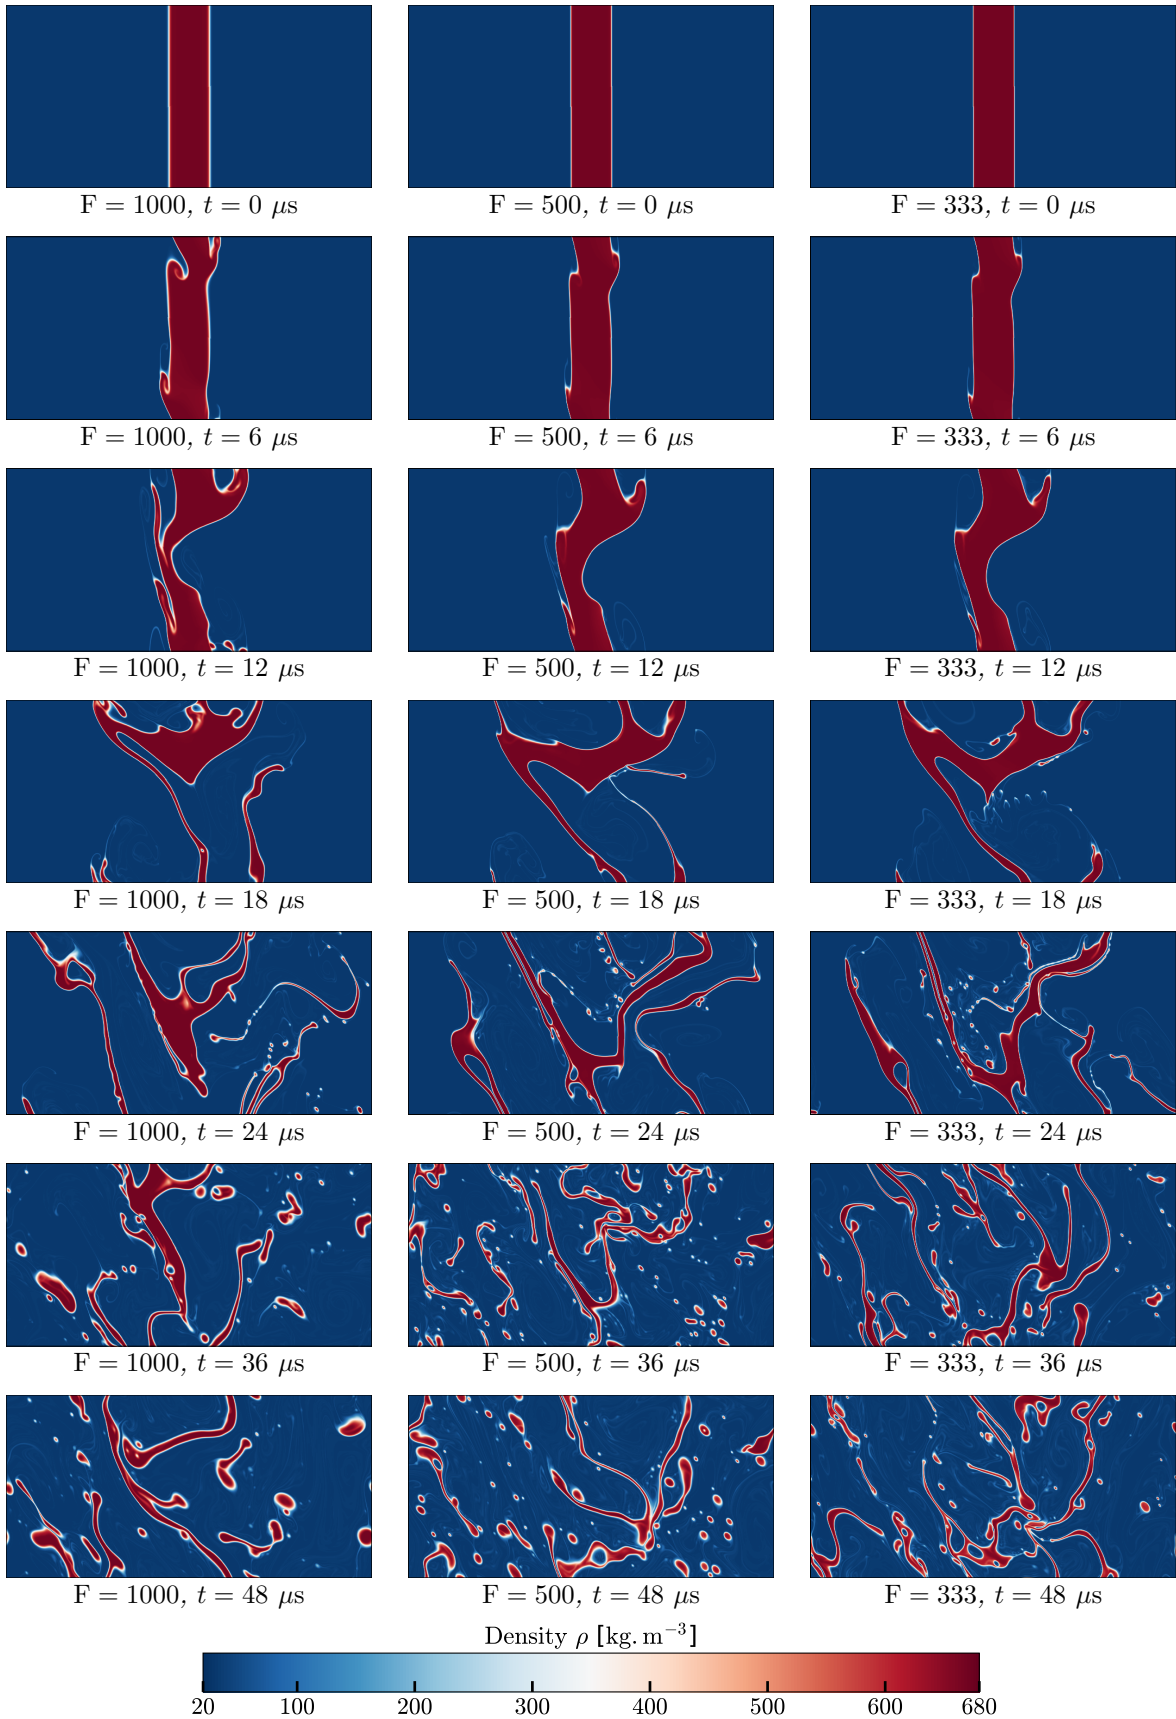 F = 1000, t = 0 μs F = 500, t = 0 μs F = 333, t = 0 μs
F = 1000, t = 6 μs F = 500, t = 6 μs F = 333, t = 6 μs
F = 1000, t = 12 μs F = 500, t = 12 μs F = 333, t = 12 μs
F = 1000, t = 18 μs F = 500, t = 18 μs F = 333, t = 18 μs
F = 1000, t = 24 μs F = 500, t = 24 μs F = 333, t = 24 μs
F = 1000, t = 36 μs F = 500, t = 36 μs F = 333, t = 36 μs
F = 1000, t = 48 μs F = 500, t = 48 μs F = 333, t = 48 μs
Density ρ [kg.m⁻³]
20 100 200 300 400 500 600 680